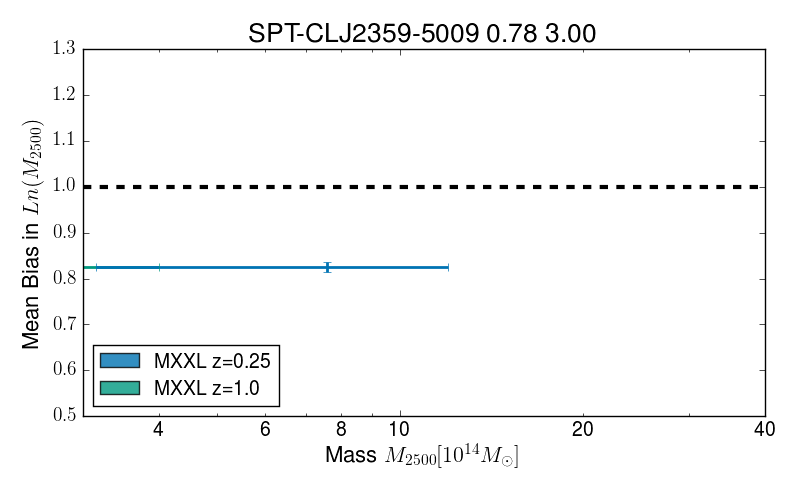 SPT-CLJ2359-5009 0.78 3.00
1.3
1.2
1.1
1.0
0.9
0.8
0.7
0.6
0.5
Mean Bias in Ln(M₂₅₀₀)
MXXL z=0.25
MXXL z=1.0
4 6 8 10 20 40
Mass M₂₅₀₀[10¹⁴M☉]